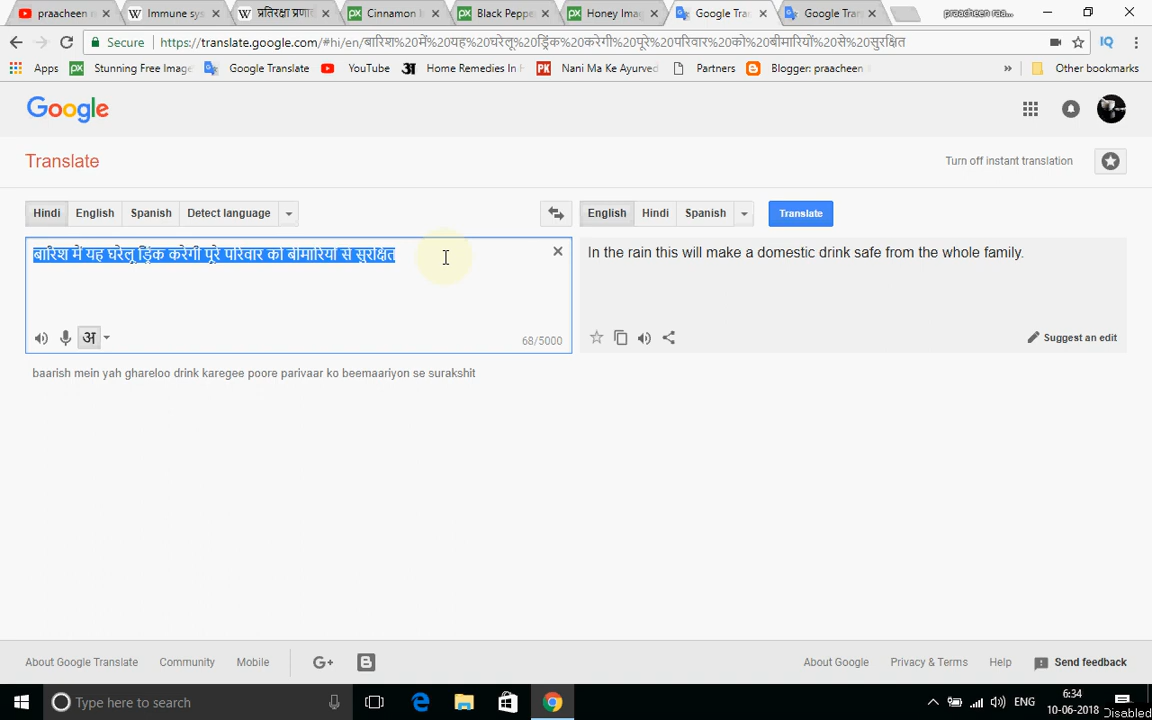 praacheen
Immune sys
प्रतिरक्षा प्रणा
Cinnamon I
Black Peppe
Honey Ima
Google Tra
Google Tra
praacheen raa...
Secure
https://translate.google.com/#hi/en/बारिश%20में%20यह%20घरेलू%20ड्रिंक%20करेगी%20पूरे%20परिवार%20को%20बीमारियों%20से%20सुरक्षित
Apps
Stunning Free Image
Google Translate
YouTube
Home Remedies In H
Nani Ma Ke Ayurved
Partners
Blogger: praacheen
»
Other bookmarks
Google
Translate
Turn off instant translation
Hindi English Spanish Detect language
English Hindi Spanish Translate
बारिश में यह घरेलू ड्रिंक करेगी पूरे परिवार को बीमारियों से सुरक्षित
In the rain this will make a domestic drink safe from the whole family.
अ
68/5000
Suggest an edit
baarish mein yah ghareloo drink karegee poore parivaar ko beemaariyon se surakshit
About Google Translate Community Mobile G+
About Google Privacy & Terms Help Send feedback
Type here to search
ENG
6:34
10-06-2018
Disabled